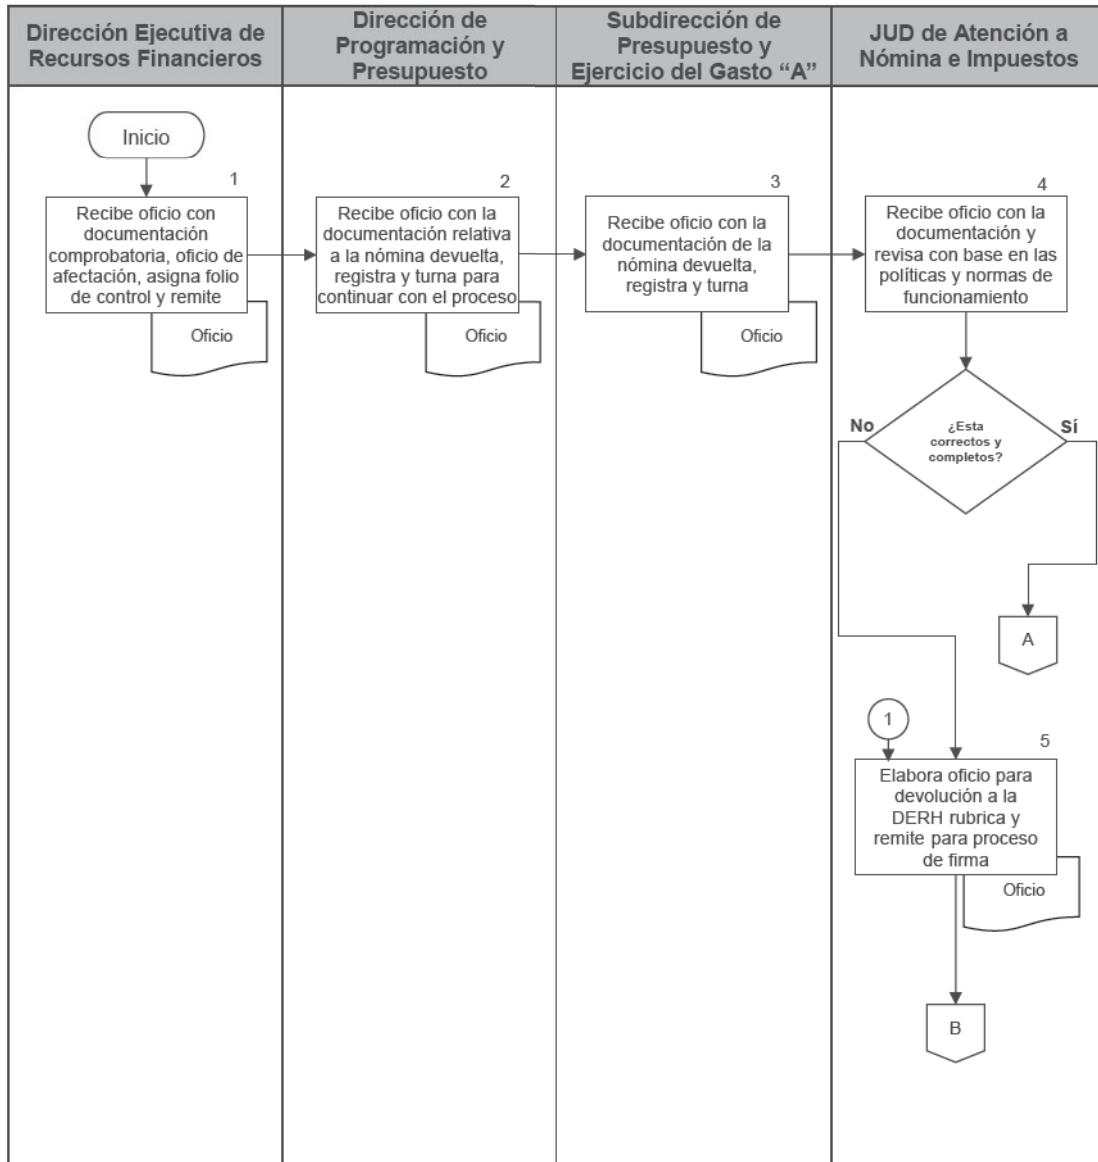 Dirección Ejecutiva de
Recursos Financieros
Dirección de
Programación y
Presupuesto
Subdirección de
Presupuesto y
Ejercicio del Gasto “A”
JUD de Atención a
Nómina e Impuestos
Inicio
1
Recibe oficio con
documentación
comprobatoria, oficio de
afectación, asigna folio
de control y remite
Oficio
2
Recibe oficio con la
documentación relativa
a la nómina devuelta,
registra y turna para
continuar con el proceso
Oficio
3
Recibe oficio con la
documentación de la
nómina devuelta,
registra y turna
Oficio
4
Recibe oficio con la
documentación y
revisa con base en las
políticas y normas de
funcionamiento
No
¿Esta
correctos y
completos?
Sí
A
1
5
Elabora oficio para
devolución a la
DERH rubrica y
remite para proceso
de firma
Oficio
B